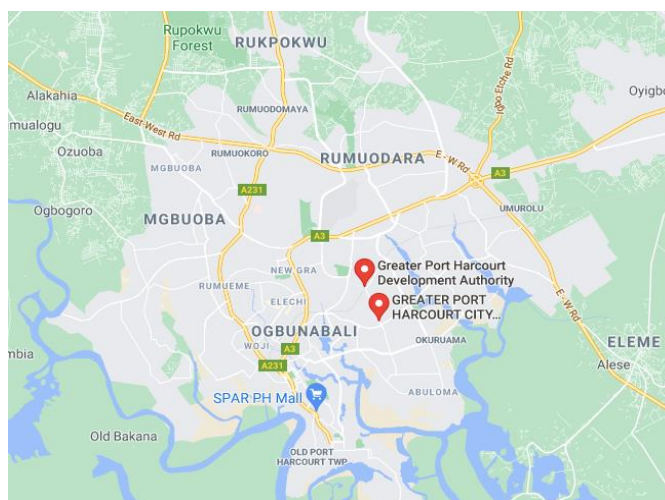 Rupokwu
Forest
RUKPOKWU
Igbo Etche Rd
Alakahia
RUMUODOMAYA
Oyigbo
East-West Rd
mualogu
Ozuoba
RUMUOKORO
RUMUODARA
E - W Rd
MGBUOBA
A3
A231
Ogbogoro
MGBUOBA
UMUROLU
A3
Greater Port Harcourt
Development Authority
NEW GRA
RUMUEME
ELECHI
GREATER PORT
HARCOURT CITY...
E - W Rd
OGBUNABALI
WOJI
A3
OKURUAMA
ELEME
mbia
A231
Alese
SPAR PH Mall
ABULOMA
Old Bakana
OLD PORT
HARCOURT TWP